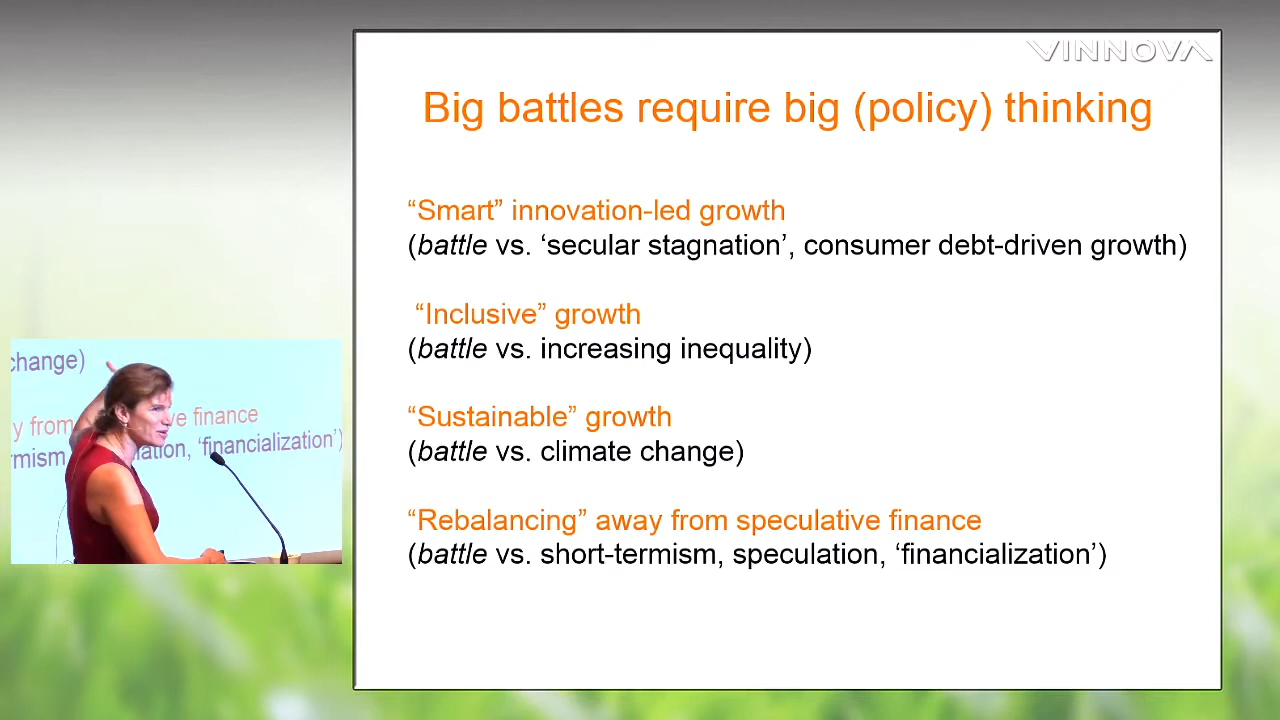 VINNOVA
Big battles require big (policy) thinking
“Smart” innovation-led growth
(battle vs. ‘secular stagnation’, consumer debt-driven growth)
“Inclusive” growth
(battle vs. increasing inequality)
“Sustainable” growth
(battle vs. climate change)
“Rebalancing” away from speculative finance
(battle vs. short-termism, speculation, ‘financialization’)
change)
from finance
‘financialization’)